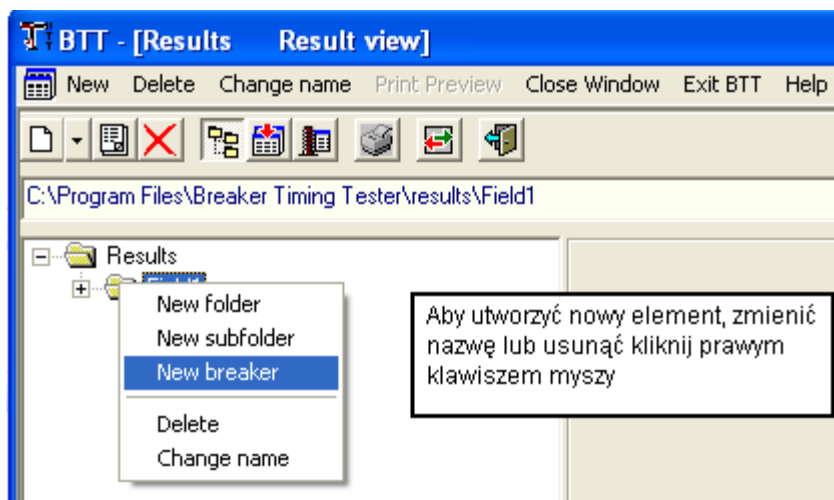 BTT - [Results Result view]
New Delete Change name Print Preview Close Window Exit BTT Help
C:\Program Files\Breaker Timing Tester\results\Field1
Results
New folder
New subfolder
New breaker
Delete
Change name
Aby utworzyć nowy element, zmienić
nazwę lub usunąć kliknij prawym
klawiszem myszy